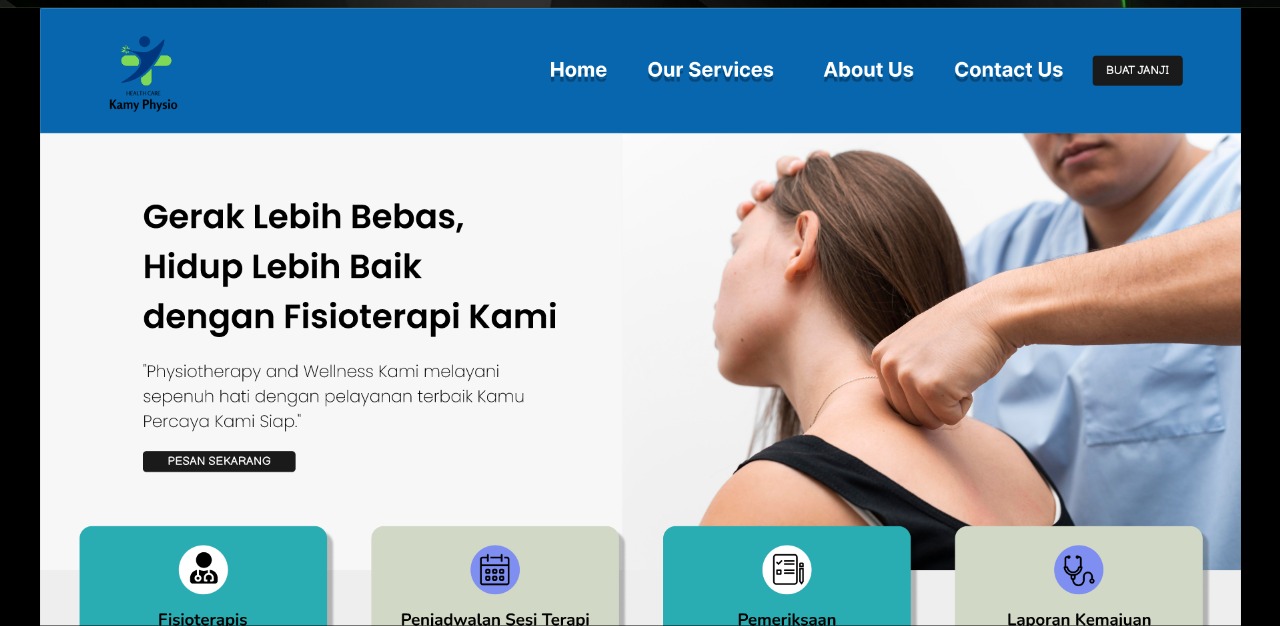 HEALTH CARE
Kamy Physio
Home
Our Services
About Us
Contact Us
BUAT JANJI
Gerak Lebih Bebas,
Hidup Lebih Baik
dengan Fisioterapi Kami
"Physiotherapy and Wellness Kami melayani
sepenuh hati dengan pelayanan terbaik Kamu
Percaya Kami Siap."
PESAN SEKARANG
Fisioterapis
Penjadwalan Sesi Terapi
Pemeriksaan
Laporan Kemajuan